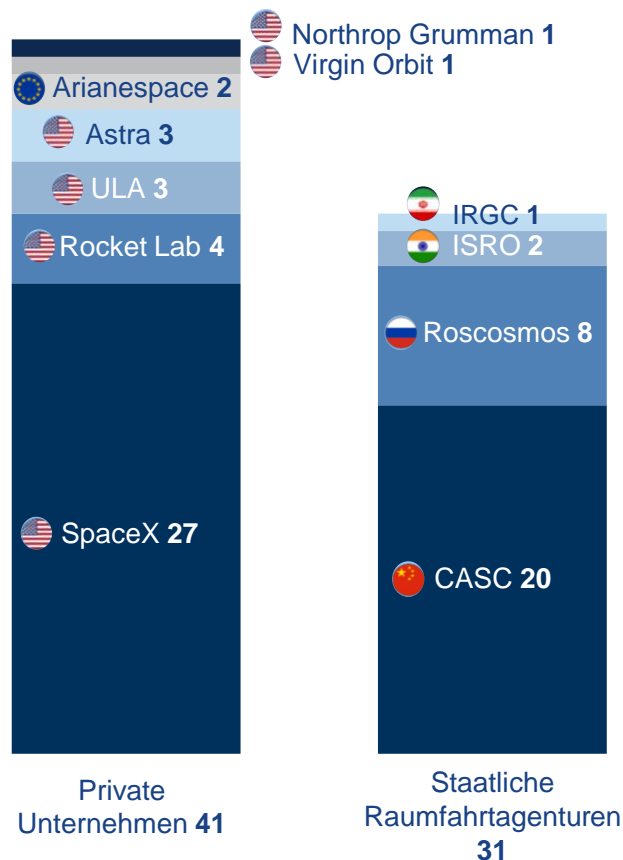 Northrop Grumman 1
Virgin Orbit 1
Arianespace 2
Astra 3
ULA 3
Rocket Lab 4
SpaceX 27
Private
Unternehmen 41
IRGC 1
ISRO 2
Roscosmos 8
CASC 20
Staatliche
Raumfahrtagenturen
31